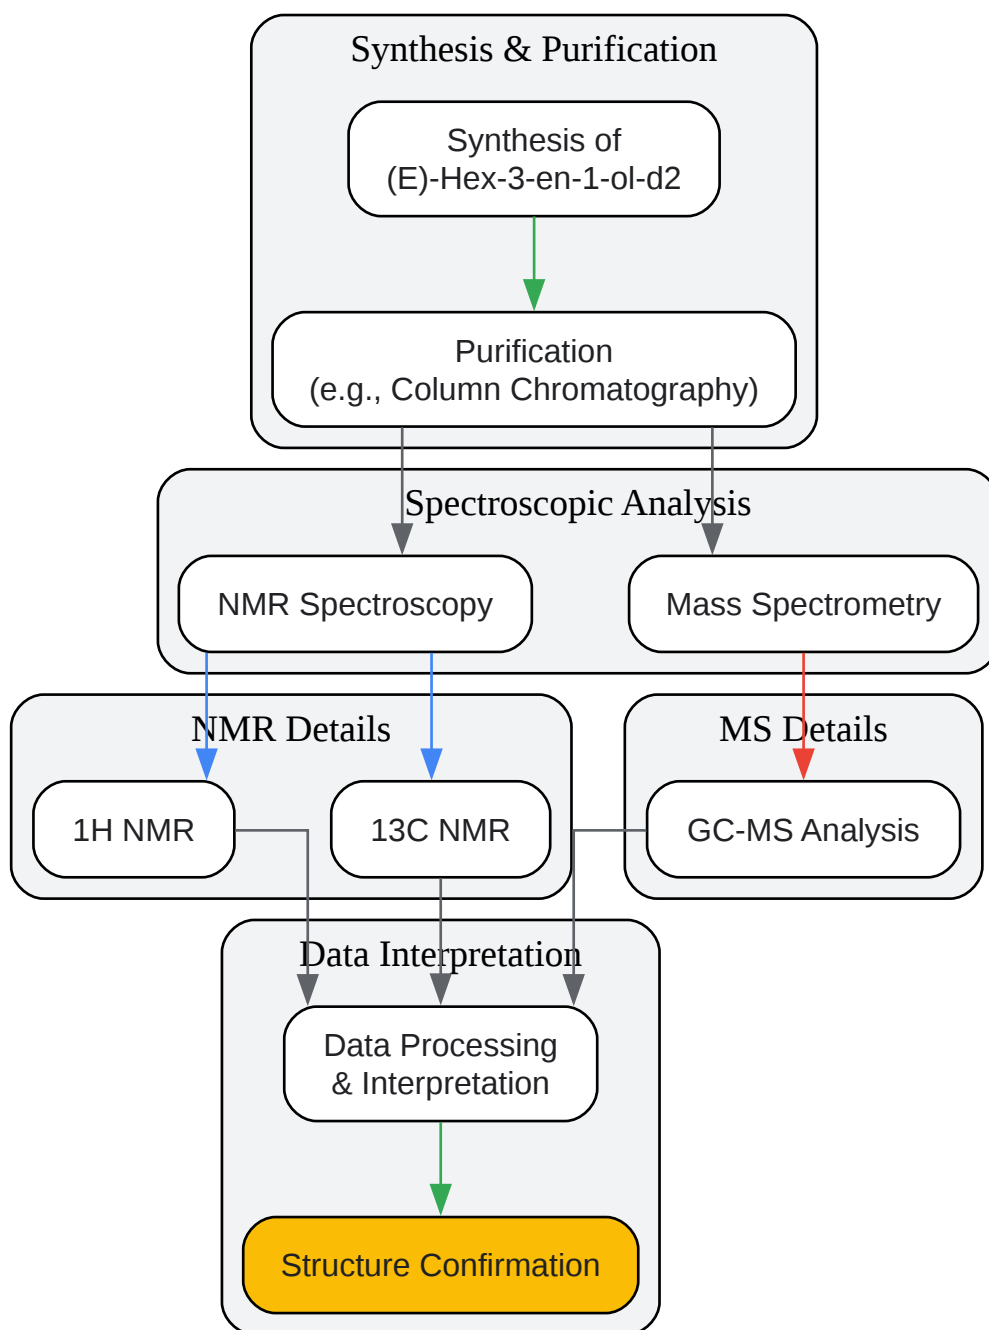 Synthesis & Purification
Synthesis of
(E)-Hex-3-en-1-ol-d2
Purification
(e.g., Column Chromatography)
Spectroscopic Analysis
NMR Spectroscopy
Mass Spectrometry
NMR Details
MS Details
1H NMR
13C NMR
GC-MS Analysis
Data Interpretation
Data Processing
& Interpretation
Structure Confirmation